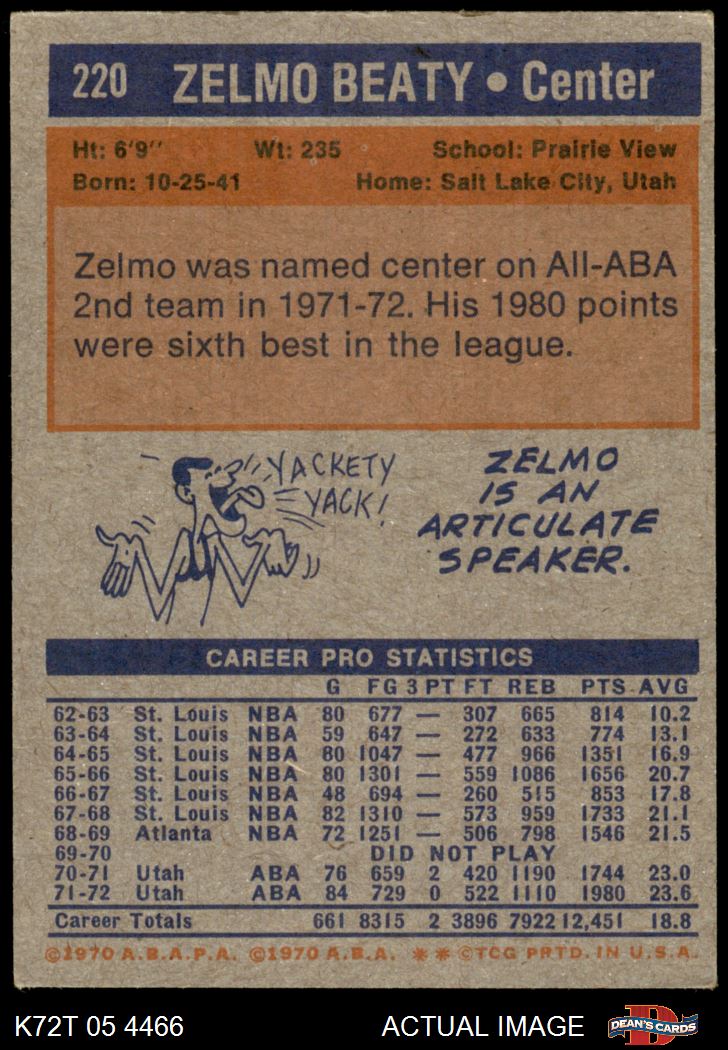 220 ZELMO BEATY • Center
Ht: 6'9" Wt: 235 School: Prairie View
Born: 10-25-41 Home: Salt Lake City, Utah
Zelmo was named center on All-ABA
2nd team in 1971-72. His 1980 points
were sixth best in the league.
YACKETY
YACK!
ZELMO
IS AN
ARTICULATE
SPEAKER.
CAREER PRO STATISTICS
G FG 3 PT FT REB PTS AVG
62-63 St. Louis NBA 80 677 — 307 665 814 10.2
63-64 St. Louis NBA 59 647 — 272 633 774 13.1
64-65 St. Louis NBA 80 1047 — 477 966 1351 16.9
65-66 St. Louis NBA 80 1301 — 559 1086 1656 20.7
66-67 St. Louis NBA 48 694 — 260 515 853 17.8
67-68 St. Louis NBA 82 1310 — 573 959 1733 21.1
68-69 Atlanta NBA 72 1251 — 506 798 1546 21.5
69-70 DID NOT PLAY
70-71 Utah ABA 76 659 2 420 1190 1744 23.0
71-72 Utah ABA 84 729 0 522 1110 1980 23.6
Career Totals 661 8315 2 3896 7922 12,451 18.8
©1970 A.B.A.P.A. ©1970 A.B.A. ** ©TCG PRTD. IN U.S.A.
K72T 05 4466 ACTUAL IMAGE DEAN'S CARDS